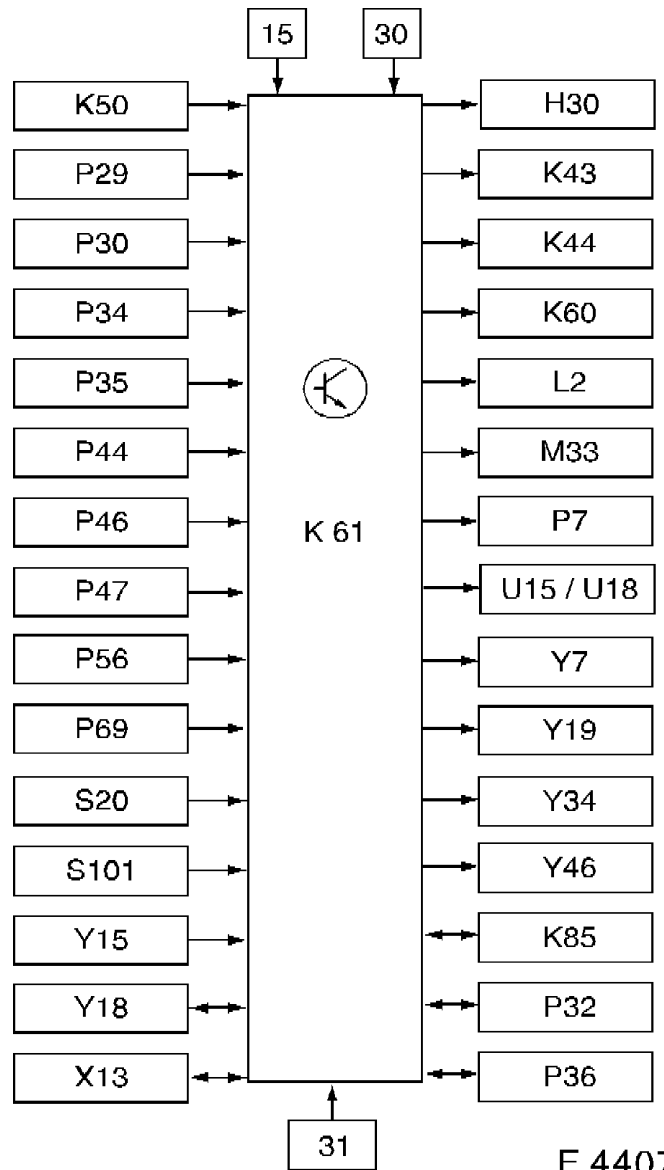 15 30
K50 H30
P29 K43
P30 K44
P34 K60
P35 L2
P44 M33
P46 K 61 P7
P47 U15 / U18
P56 Y7
P69 Y19
S20 Y34
S101 Y46
Y15 K85
Y18 P32
X13 P36
31
E 4407